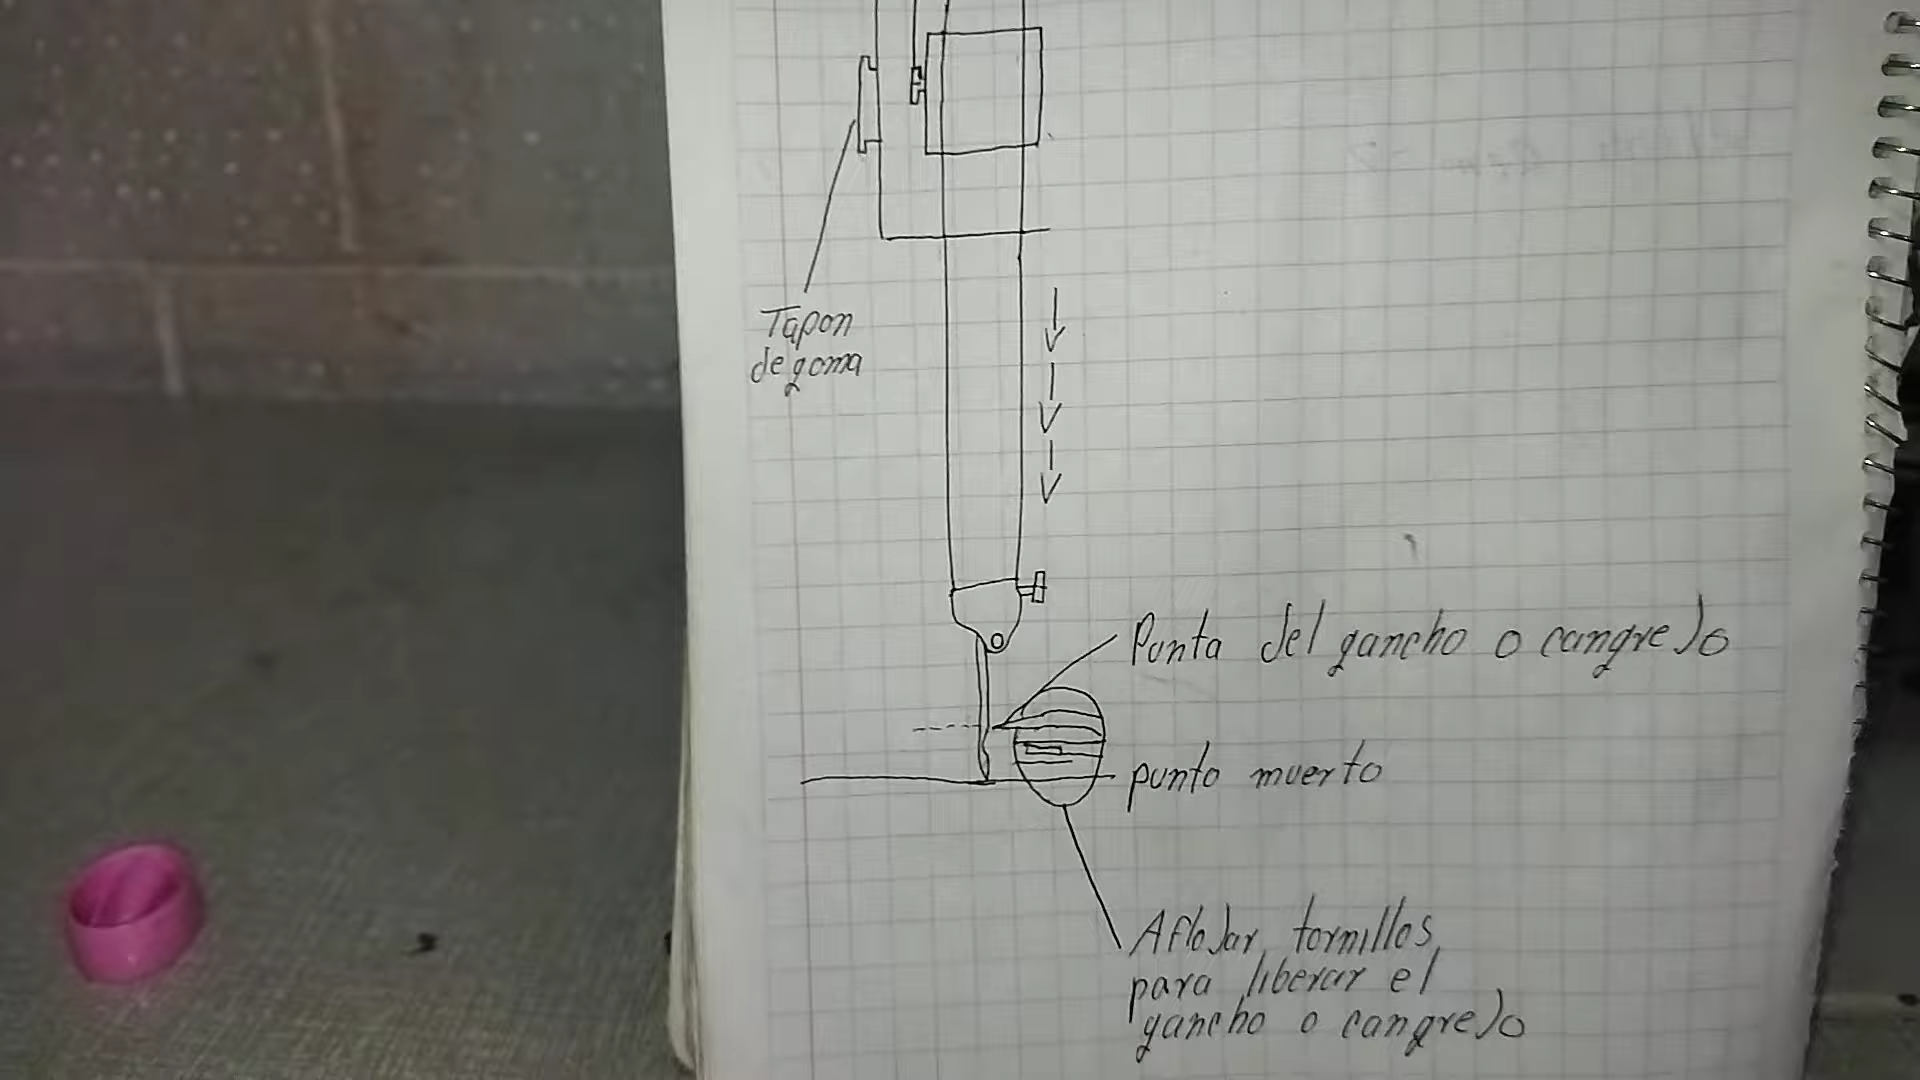 Tapon
de goma
Punta del gancho o cangrejo
punto muerto
Aflojar tornillos
para liberar el
gancho o cangrejo